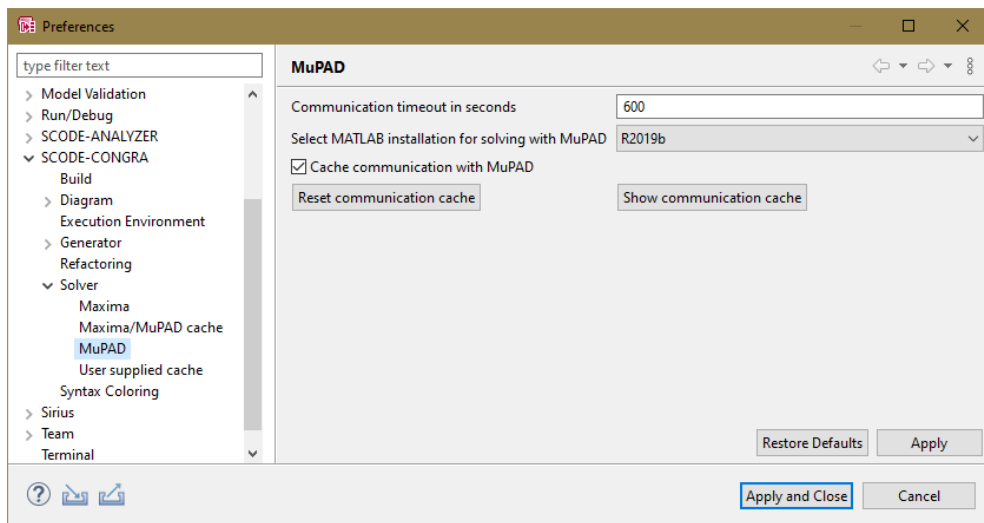 Preferences
type filter text
Model Validation
Run/Debug
SCODE-ANALYZER
SCODE-CONGRA
Build
Diagram
Execution Environment
Generator
Refactoring
Solver
Maxima
Maxima/MuPAD cache
MuPAD
User supplied cache
Syntax Coloring
Sirius
Team
Terminal
MuPAD
Communication timeout in seconds 600
Select MATLAB installation for solving with MuPAD R2019b
Cache communication with MuPAD
Reset communication cache Show communication cache
Restore Defaults Apply
Apply and Close Cancel